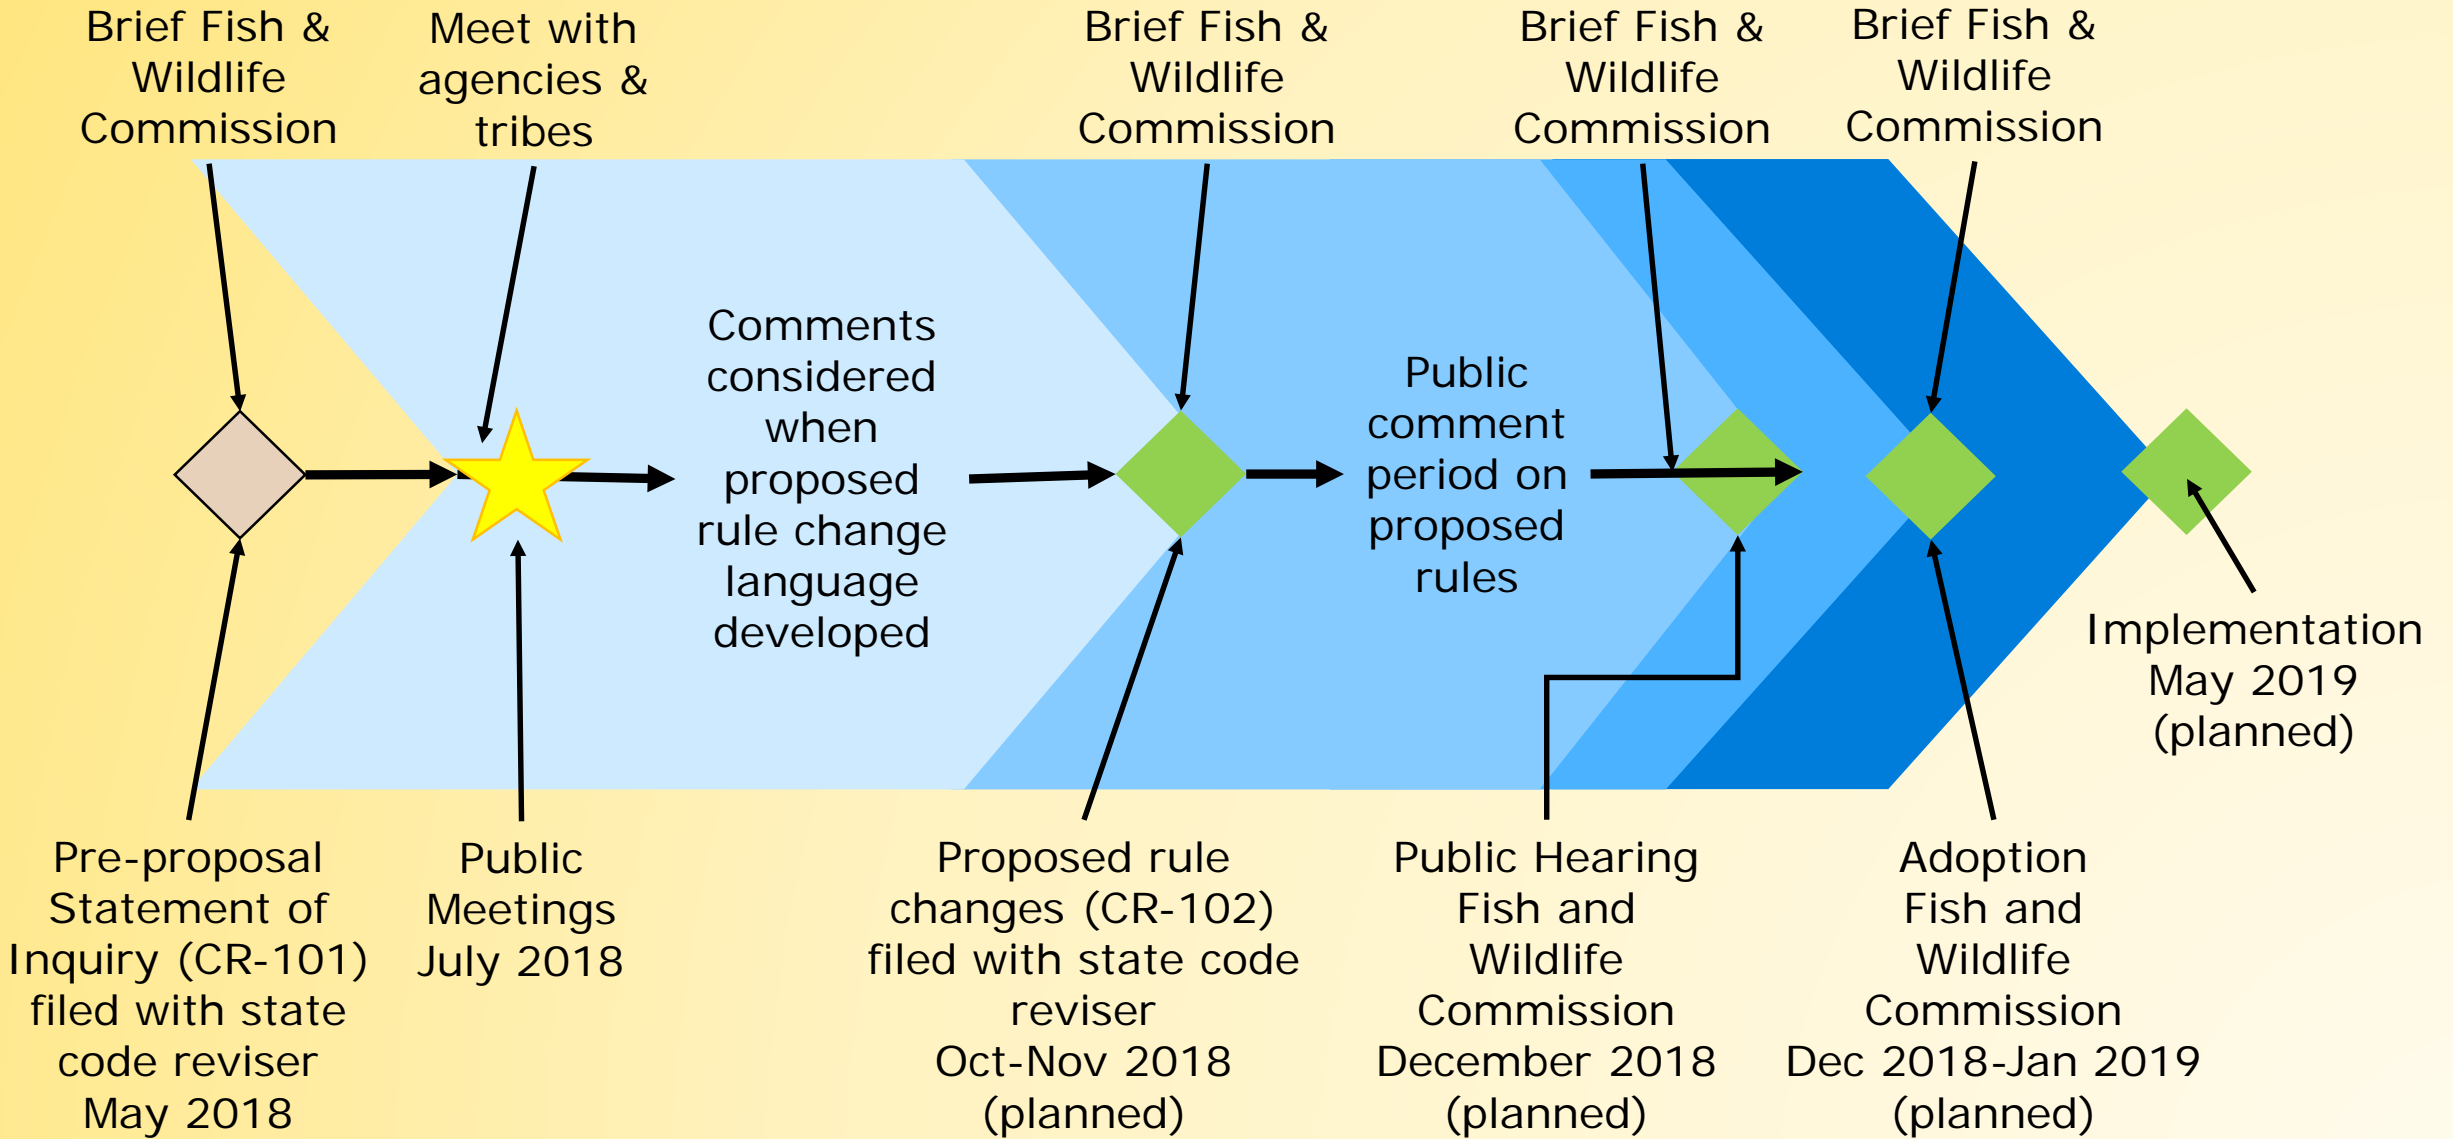 Brief Fish &
Wildlife
Commission
Meet with
agencies &
tribes
Brief Fish &
Wildlife
Commission
Brief Fish &
Wildlife
Commission
Brief Fish &
Wildlife
Commission
Comments
considered
when
proposed
rule change
language
developed
Public
comment
period on
proposed
rules
Implementation
May 2019
(planned)
Pre-proposal
Statement of
Inquiry (CR-101)
filed with state
code reviser
May 2018
Public
Meetings
July 2018
Proposed rule
changes (CR-102)
filed with state code
reviser
Oct-Nov 2018
(planned)
Public Hearing
Fish and
Wildlife
Commission
December 2018
(planned)
Adoption
Fish and
Wildlife
Commission
Dec 2018-Jan 2019
(planned)